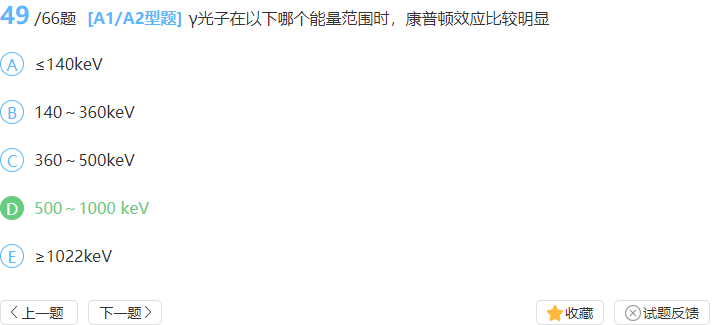 49 /66题 [A1/A2型题] γ光子在以下哪个能量范围时，康普顿效应比较明显
A ≤140keV
B 140～360keV
C 360～500keV
D 500～1000 keV
E ≥1022keV
上一题 下一题 收藏 试题反馈